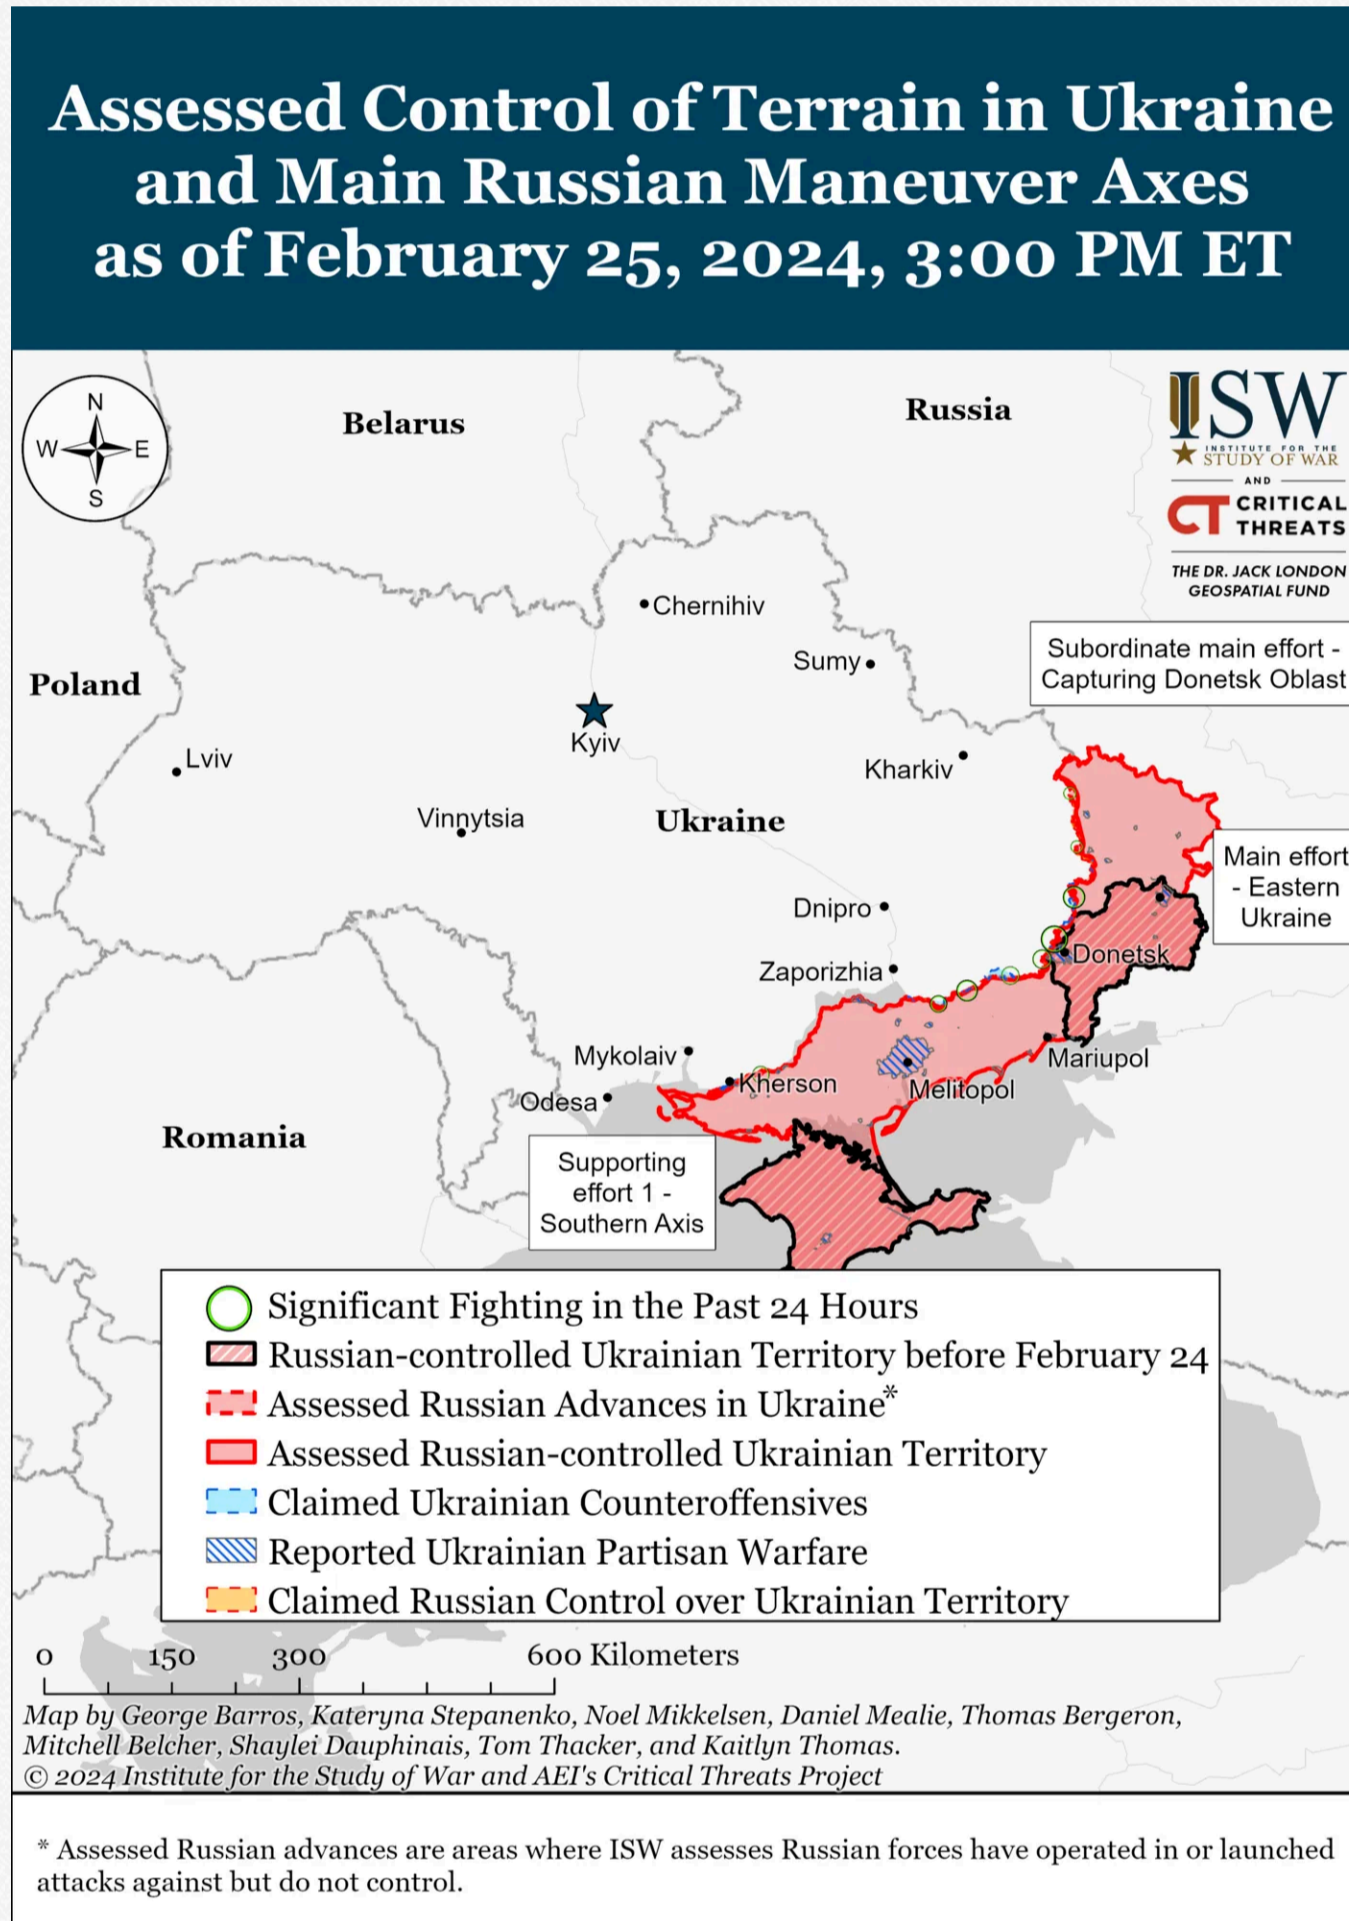 Assessed Control of Terrain in Ukraine
and Main Russian Maneuver Axes
as of February 25, 2024, 3:00 PM ET
N
W
E
S
Belarus
Russia
ISW
INSTITUTE FOR THE
STUDY OF WAR
AND
CT CRITICAL
THREATS
THE DR. JACK LONDON
GEOSPATIAL FUND
Chernihiv
Sumy
Subordinate main effort -
Capturing Donetsk Oblast
Poland
Kyiv
Lviv
Kharkiv
Vinnytsia
Ukraine
Main effort
- Eastern
Ukraine
Dnipro
Donetsk
Zaporizhia
Mykolaiv
Mariupol
Kherson
Melitopol
Odesa
Romania
Supporting
effort 1 -
Southern Axis
Significant Fighting in the Past 24 Hours
Russian-controlled Ukrainian Territory before February 24
Assessed Russian Advances in Ukraine*
Assessed Russian-controlled Ukrainian Territory
Claimed Ukrainian Counteroffensives
Reported Ukrainian Partisan Warfare
Claimed Russian Control over Ukrainian Territory
0 150 300 600 Kilometers
Map by George Barros, Kateryna Stepanenko, Noel Mikkelsen, Daniel Mealie, Thomas Bergeron,
Mitchell Belcher, Shaylei Dauphinais, Tom Thacker, and Kaitlyn Thomas.
© 2024 Institute for the Study of War and AEI's Critical Threats Project
* Assessed Russian advances are areas where ISW assesses Russian forces have operated in or launched
attacks against but do not control.